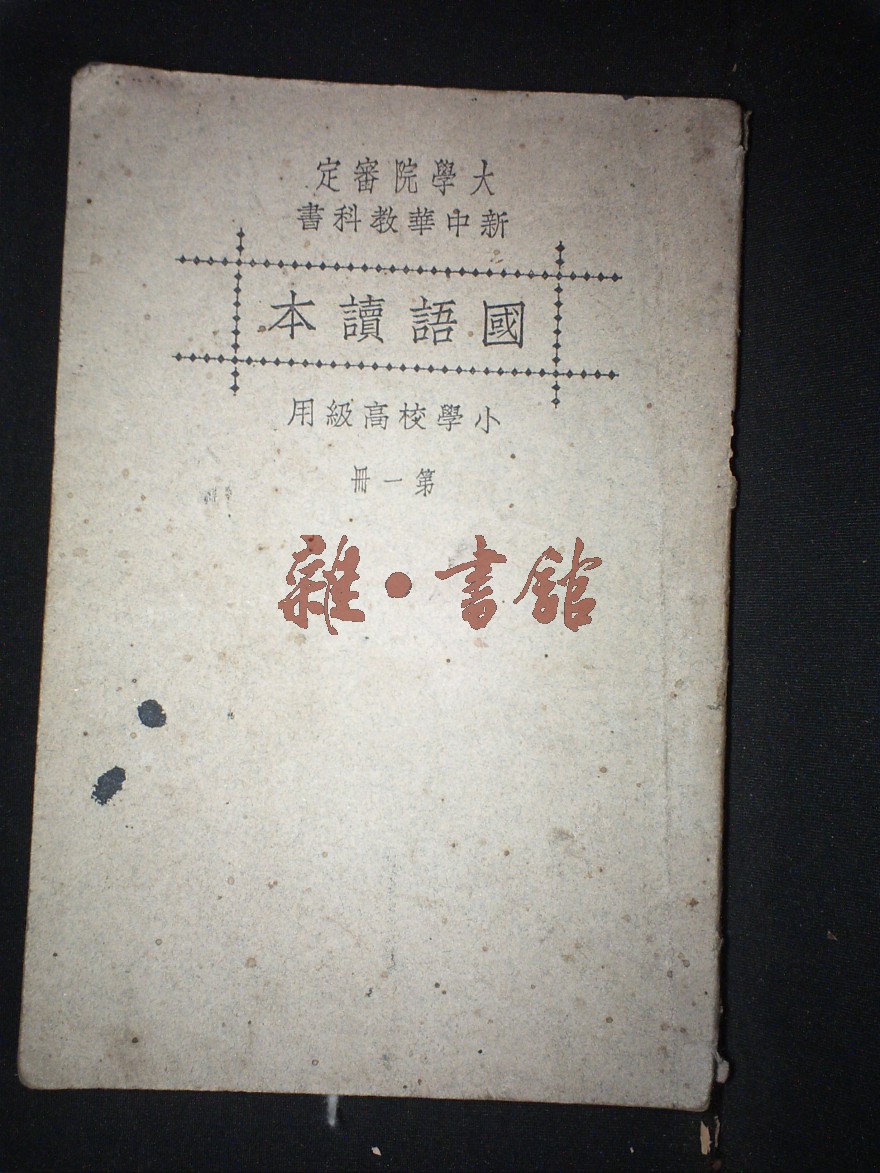 大學院審定
新中華教科書
國語讀本
小學校高級用
第一冊
雜·書館